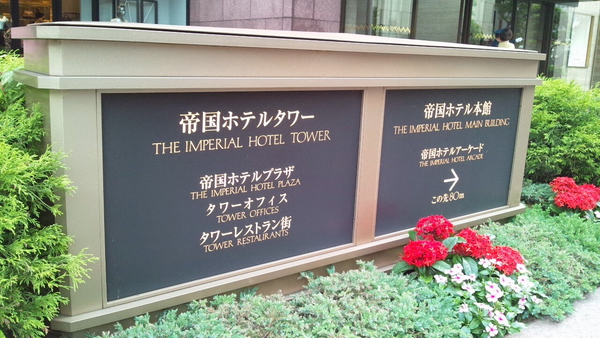 帝国ホテルタワー
THE IMPERIAL HOTEL TOWER
帝国ホテルプラザ
THE IMPERIAL HOTEL PLAZA
タワーオフィス
TOWER OFFICES
タワーレストラン街
TOWER RESTAURANTS
帝国ホテル本館
THE IMPERIAL HOTEL MAIN BUILDING
帝国ホテルアーケード
THE IMPERIAL HOTEL ARCADE
→
この先80m